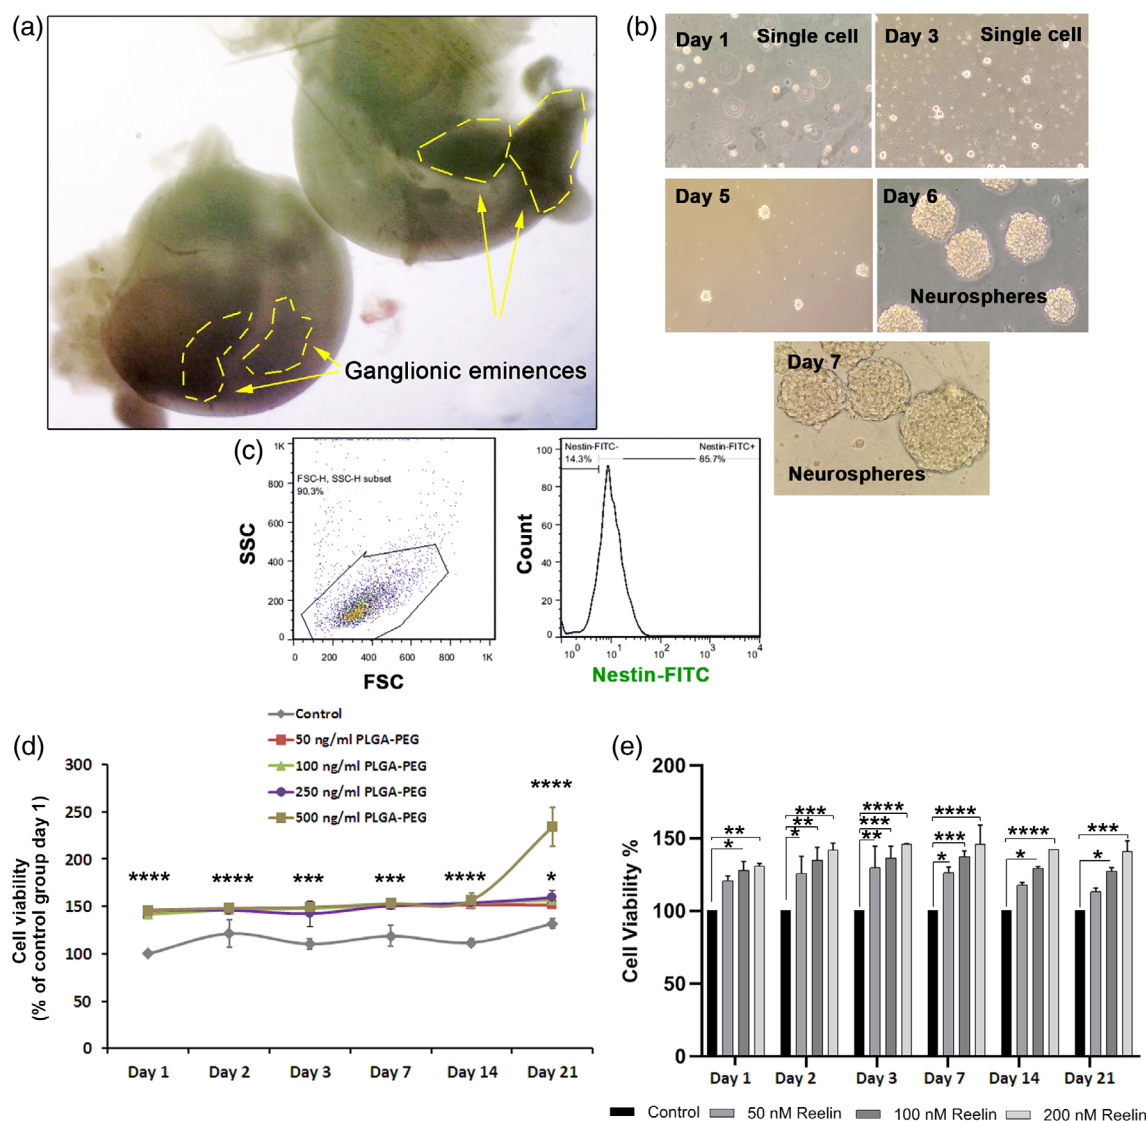 (a)
Ganglionic eminences
(b)
Day 1 Single cell
Day 3 Single cell
Day 5
Day 6
Neurospheres
Day 7
Neurospheres
(c)
1K
800
600
400
200
0
SSC
FSC-H, SSC-H subset
90.3%
0 200 400 600 800 1K
FSC
100
80
60
40
20
0
Count
Nestin-FITC- Nestin-FITC+
14.3% 85.7%
10^0 10^1 10^2 10^3 10^4
Nestin-FITC
(d)
Control
50 ng/ml PLGA-PEG
100 ng/ml PLGA-PEG
250 ng/ml PLGA-PEG
500 ng/ml PLGA-PEG
Cell viability
(% of control group day 1)
300
250
200
150
100
50
0
****
**** **** *** *** **** *
Day 1 Day 2 Day 3 Day 7 Day 14 Day 21
(e)
Cell Viability %
200
150
100
50
0
** *
*** ** *
**** *** **
**** *** *
**** *
*** *
Day 1 Day 2 Day 3 Day 7 Day 14 Day 21
Control 50 nM Reelin 100 nM Reelin 200 nM Reelin